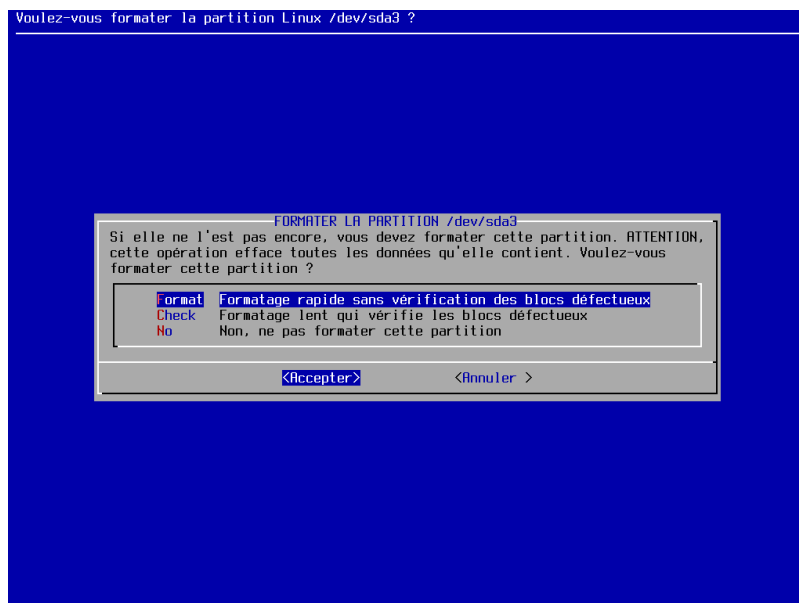 Voulez-vous formater la partition Linux /dev/sda3 ?
FORMATER LA PARTITION /dev/sda3
Si elle ne l'est pas encore, vous devez formater cette partition. ATTENTION,
cette opération efface toutes les données qu'elle contient. Voulez-vous
formater cette partition ?
Format Formatage rapide sans vérification des blocs défectueux
Check Formatage lent qui vérifie les blocs défectueux
No Non, ne pas formater cette partition
<Accepter> <Annuler >